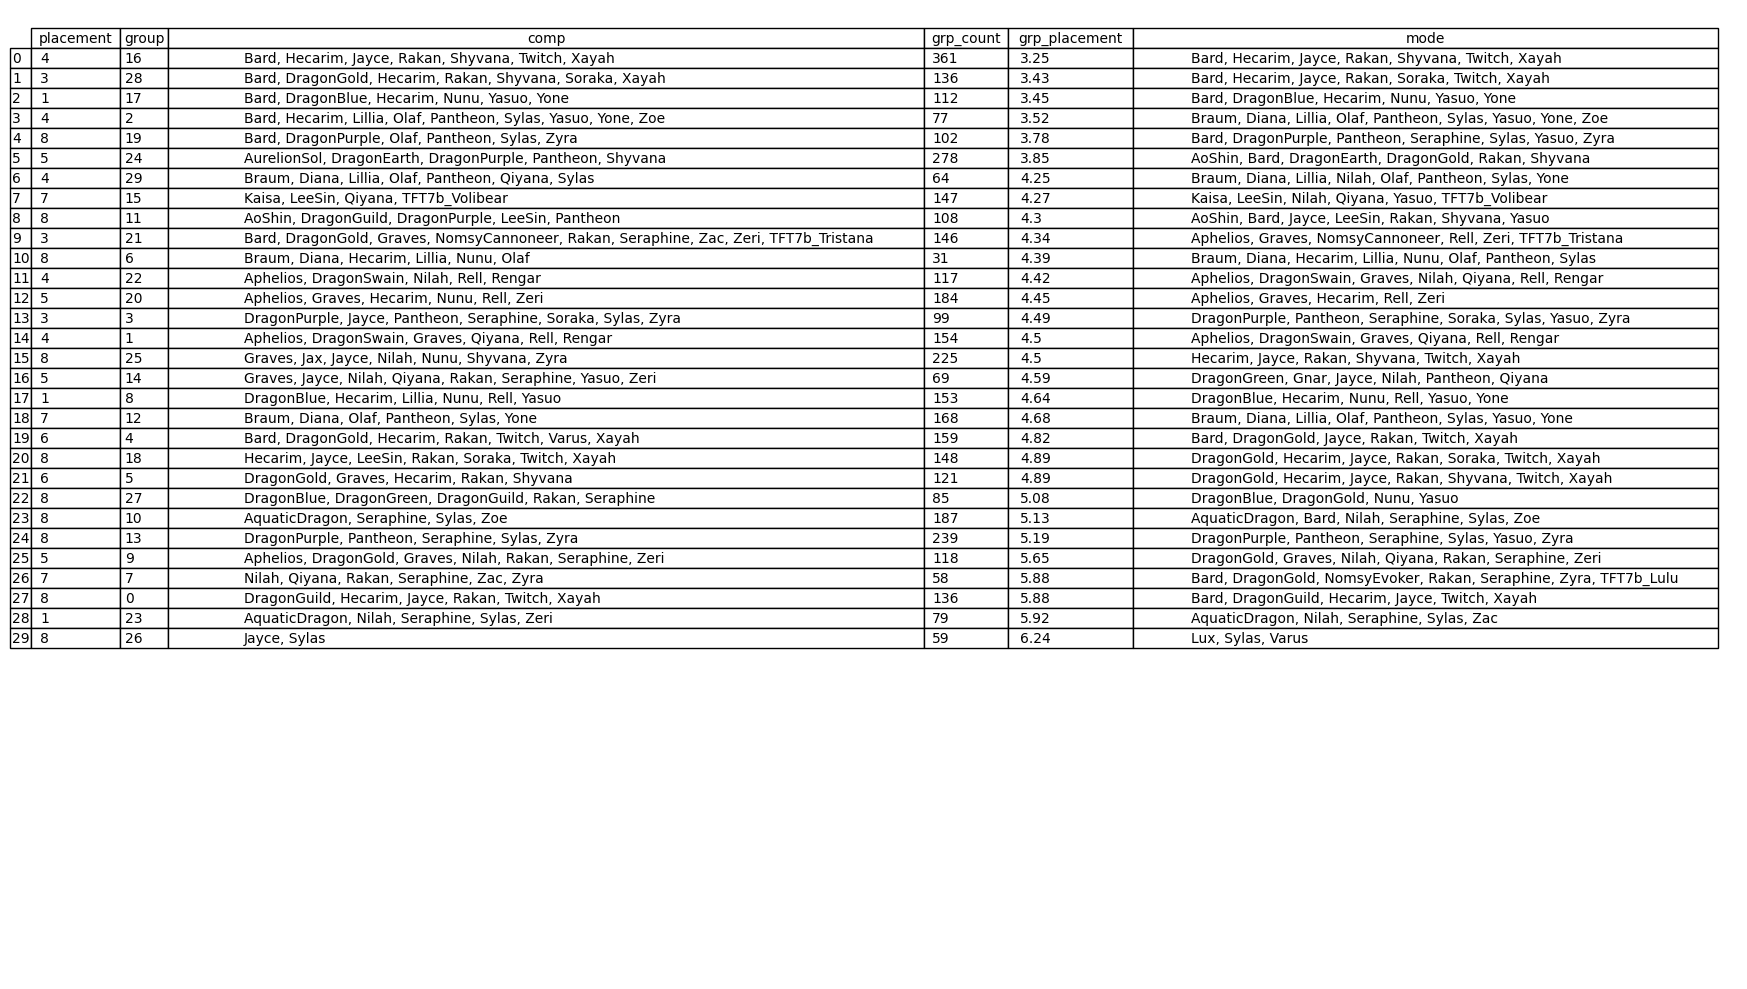 placement group comp grp_count grp_placement mode
0 4 16 Bard, Hecarim, Jayce, Rakan, Shyvana, Twitch, Xayah 361 3.25 Bard, Hecarim, Jayce, Rakan, Shyvana, Twitch, Xayah
1 3 28 Bard, DragonGold, Hecarim, Rakan, Shyvana, Soraka, Xayah 136 3.43 Bard, Hecarim, Jayce, Rakan, Soraka, Twitch, Xayah
2 1 17 Bard, DragonBlue, Hecarim, Nunu, Yasuo, Yone 112 3.45 Bard, DragonBlue, Hecarim, Nunu, Yasuo, Yone
3 4 2 Bard, Hecarim, Lillia, Olaf, Pantheon, Sylas, Yasuo, Yone, Zoe 77 3.52 Braum, Diana, Lillia, Olaf, Pantheon, Sylas, Yasuo, Yone, Zoe
4 8 19 Bard, DragonPurple, Olaf, Pantheon, Sylas, Zyra 102 3.78 Bard, DragonPurple, Pantheon, Seraphine, Sylas, Yasuo, Zyra
5 5 24 AurelionSol, DragonEarth, DragonPurple, Pantheon, Shyvana 278 3.85 AoShin, Bard, DragonEarth, DragonGold, Rakan, Shyvana
6 4 29 Braum, Diana, Lillia, Olaf, Pantheon, Qiyana, Sylas 64 4.25 Braum, Diana, Lillia, Nilah, Olaf, Pantheon, Sylas, Yone
7 7 15 Kaisa, LeeSin, Qiyana, TFT7b_Volibear 147 4.27 Kaisa, LeeSin, Nilah, Qiyana, Yasuo, TFT7b_Volibear
8 8 11 AoShin, DragonGuild, DragonPurple, LeeSin, Pantheon 108 4.3 AoShin, Bard, Jayce, LeeSin, Rakan, Shyvana, Yasuo
9 3 21 Bard, DragonGold, Graves, NomsyCannoneer, Rakan, Seraphine, Zac, Zeri, TFT7b_Tristana 146 4.34 Aphelios, Graves, NomsyCannoneer, Rell, Zeri, TFT7b_Tristana
10 8 6 Braum, Diana, Hecarim, Lillia, Nunu, Olaf 31 4.39 Braum, Diana, Hecarim, Lillia, Nunu, Olaf, Pantheon, Sylas
11 4 22 Aphelios, DragonSwain, Nilah, Rell, Rengar 117 4.42 Aphelios, DragonSwain, Graves, Nilah, Qiyana, Rell, Rengar
12 5 20 Aphelios, Graves, Hecarim, Nunu, Rell, Zeri 184 4.45 Aphelios, Graves, Hecarim, Rell, Zeri
13 3 3 DragonPurple, Jayce, Pantheon, Seraphine, Soraka, Sylas, Zyra 99 4.49 DragonPurple, Pantheon, Seraphine, Soraka, Sylas, Yasuo, Zyra
14 4 1 Aphelios, DragonSwain, Graves, Qiyana, Rell, Rengar 154 4.5 Aphelios, DragonSwain, Graves, Qiyana, Rell, Rengar
15 8 25 Graves, Jax, Jayce, Nilah, Nunu, Shyvana, Zyra 225 4.5 Hecarim, Jayce, Rakan, Shyvana, Twitch, Xayah
16 5 14 Graves, Jayce, Nilah, Qiyana, Rakan, Seraphine, Yasuo, Zeri 69 4.59 DragonGreen, Gnar, Jayce, Nilah, Pantheon, Qiyana
17 1 8 DragonBlue, Hecarim, Lillia, Nunu, Rell, Yasuo 153 4.64 DragonBlue, Hecarim, Nunu, Rell, Yasuo, Yone
18 7 12 Braum, Diana, Olaf, Pantheon, Sylas, Yone 168 4.68 Braum, Diana, Lillia, Olaf, Pantheon, Sylas, Yasuo, Yone
19 6 4 Bard, DragonGold, Hecarim, Rakan, Twitch, Varus, Xayah 159 4.82 Bard, DragonGold, Jayce, Rakan, Twitch, Xayah
20 8 18 Hecarim, Jayce, LeeSin, Rakan, Soraka, Twitch, Xayah 148 4.89 DragonGold, Hecarim, Jayce, Rakan, Soraka, Twitch, Xayah
21 6 5 DragonGold, Graves, Hecarim, Rakan, Shyvana 121 4.89 DragonGold, Hecarim, Jayce, Rakan, Shyvana, Twitch, Xayah
22 8 27 DragonBlue, DragonGreen, DragonGuild, Rakan, Seraphine 85 5.08 DragonBlue, DragonGold, Nunu, Yasuo
23 8 10 AquaticDragon, Seraphine, Sylas, Zoe 187 5.13 AquaticDragon, Bard, Nilah, Seraphine, Sylas, Zoe
24 8 13 DragonPurple, Pantheon, Seraphine, Sylas, Zyra 239 5.19 DragonPurple, Pantheon, Seraphine, Sylas, Yasuo, Zyra
25 5 9 Aphelios, DragonGold, Graves, Nilah, Rakan, Seraphine, Zeri 118 5.65 DragonGold, Graves, Nilah, Qiyana, Rakan, Seraphine, Zeri
26 7 7 Nilah, Qiyana, Rakan, Seraphine, Zac, Zyra 58 5.88 Bard, DragonGold, NomsyEvoker, Rakan, Seraphine, Zyra, TFT7b_Lulu
27 8 0 DragonGuild, Hecarim, Jayce, Rakan, Twitch, Xayah 136 5.88 Bard, DragonGuild, Hecarim, Jayce, Twitch, Xayah
28 1 23 AquaticDragon, Nilah, Seraphine, Sylas, Zeri 79 5.92 AquaticDragon, Nilah, Seraphine, Sylas, Zac
29 8 26 Jayce, Sylas 59 6.24 Lux, Sylas, Varus